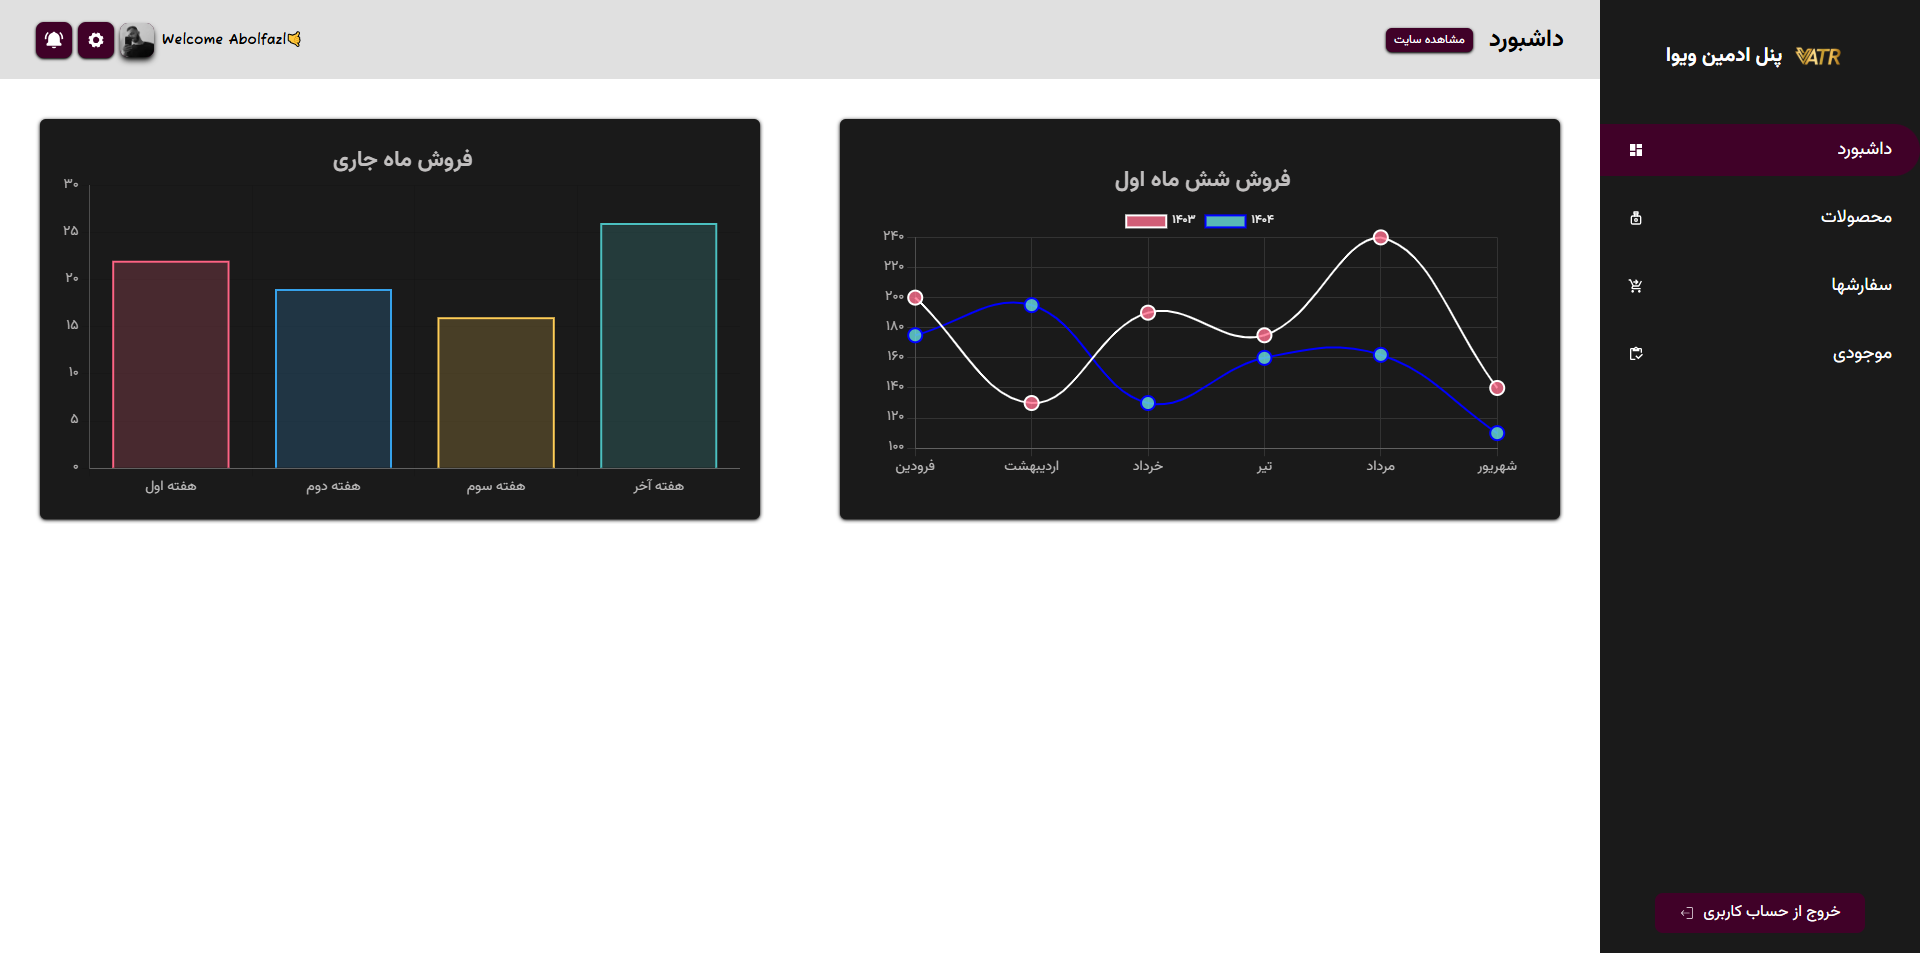 VATR
پنل ادمین ویوا
داشبورد
محصولات
سفارشها
موجودی
خروج از حساب کاربری
داشبورد
مشاهده سایت
Welcome Abolfazl🤙
فروش شش ماه اول
۱۴۰۳
۱۴۰۴
۲۴۰
۲۲۰
۲۰۰
۱۸۰
۱۶۰
۱۴۰
۱۲۰
۱۰۰
فرودین اردیبهشت خرداد تیر مرداد شهریور
فروش ماه جاری
۳۰
۲۵
۲۰
۱۵
۱۰
۵
۰
هفته اول هفته دوم هفته سوم هفته آخر